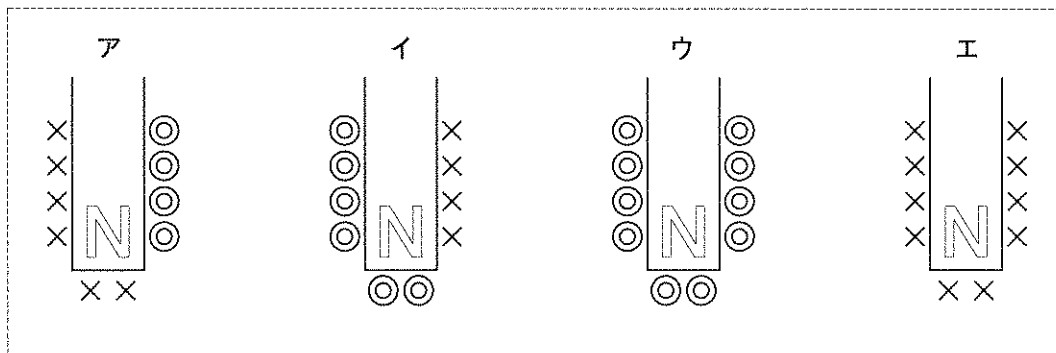 ア イ ウ エ
× ◎ × ◎ × ◎ ×
× ◎ × ◎ × ◎ ×
× ◎ × ◎ × ◎ ×
× ◎ × ◎ × ◎ ×
N N N N
× × ◎ ◎ ◎ ◎ × ×